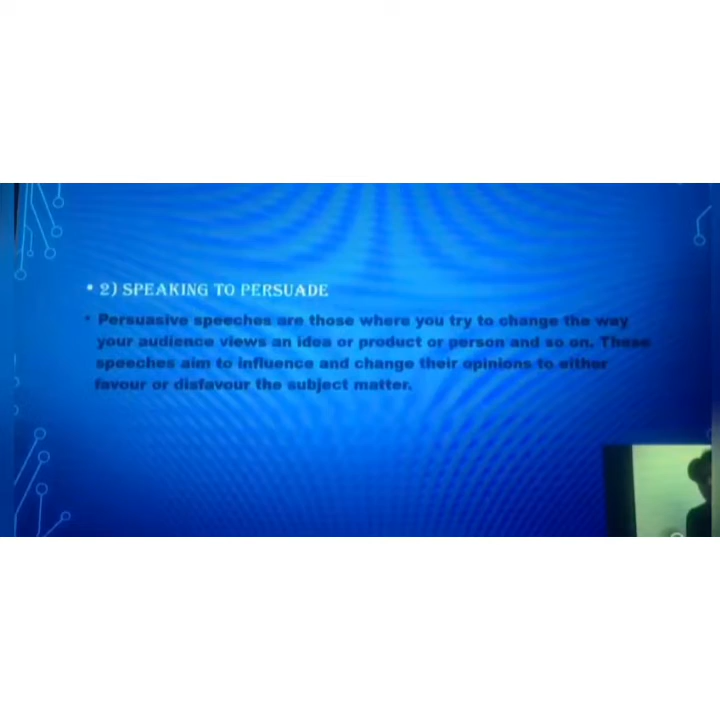 • 2) SPEAKING TO PERSUADE
• Persuasive speeches are those where you try to change the way
your audience views an idea or product or person and so on. These
speeches aim to influence and change their opinions to either
favour or disfavour the subject matter.